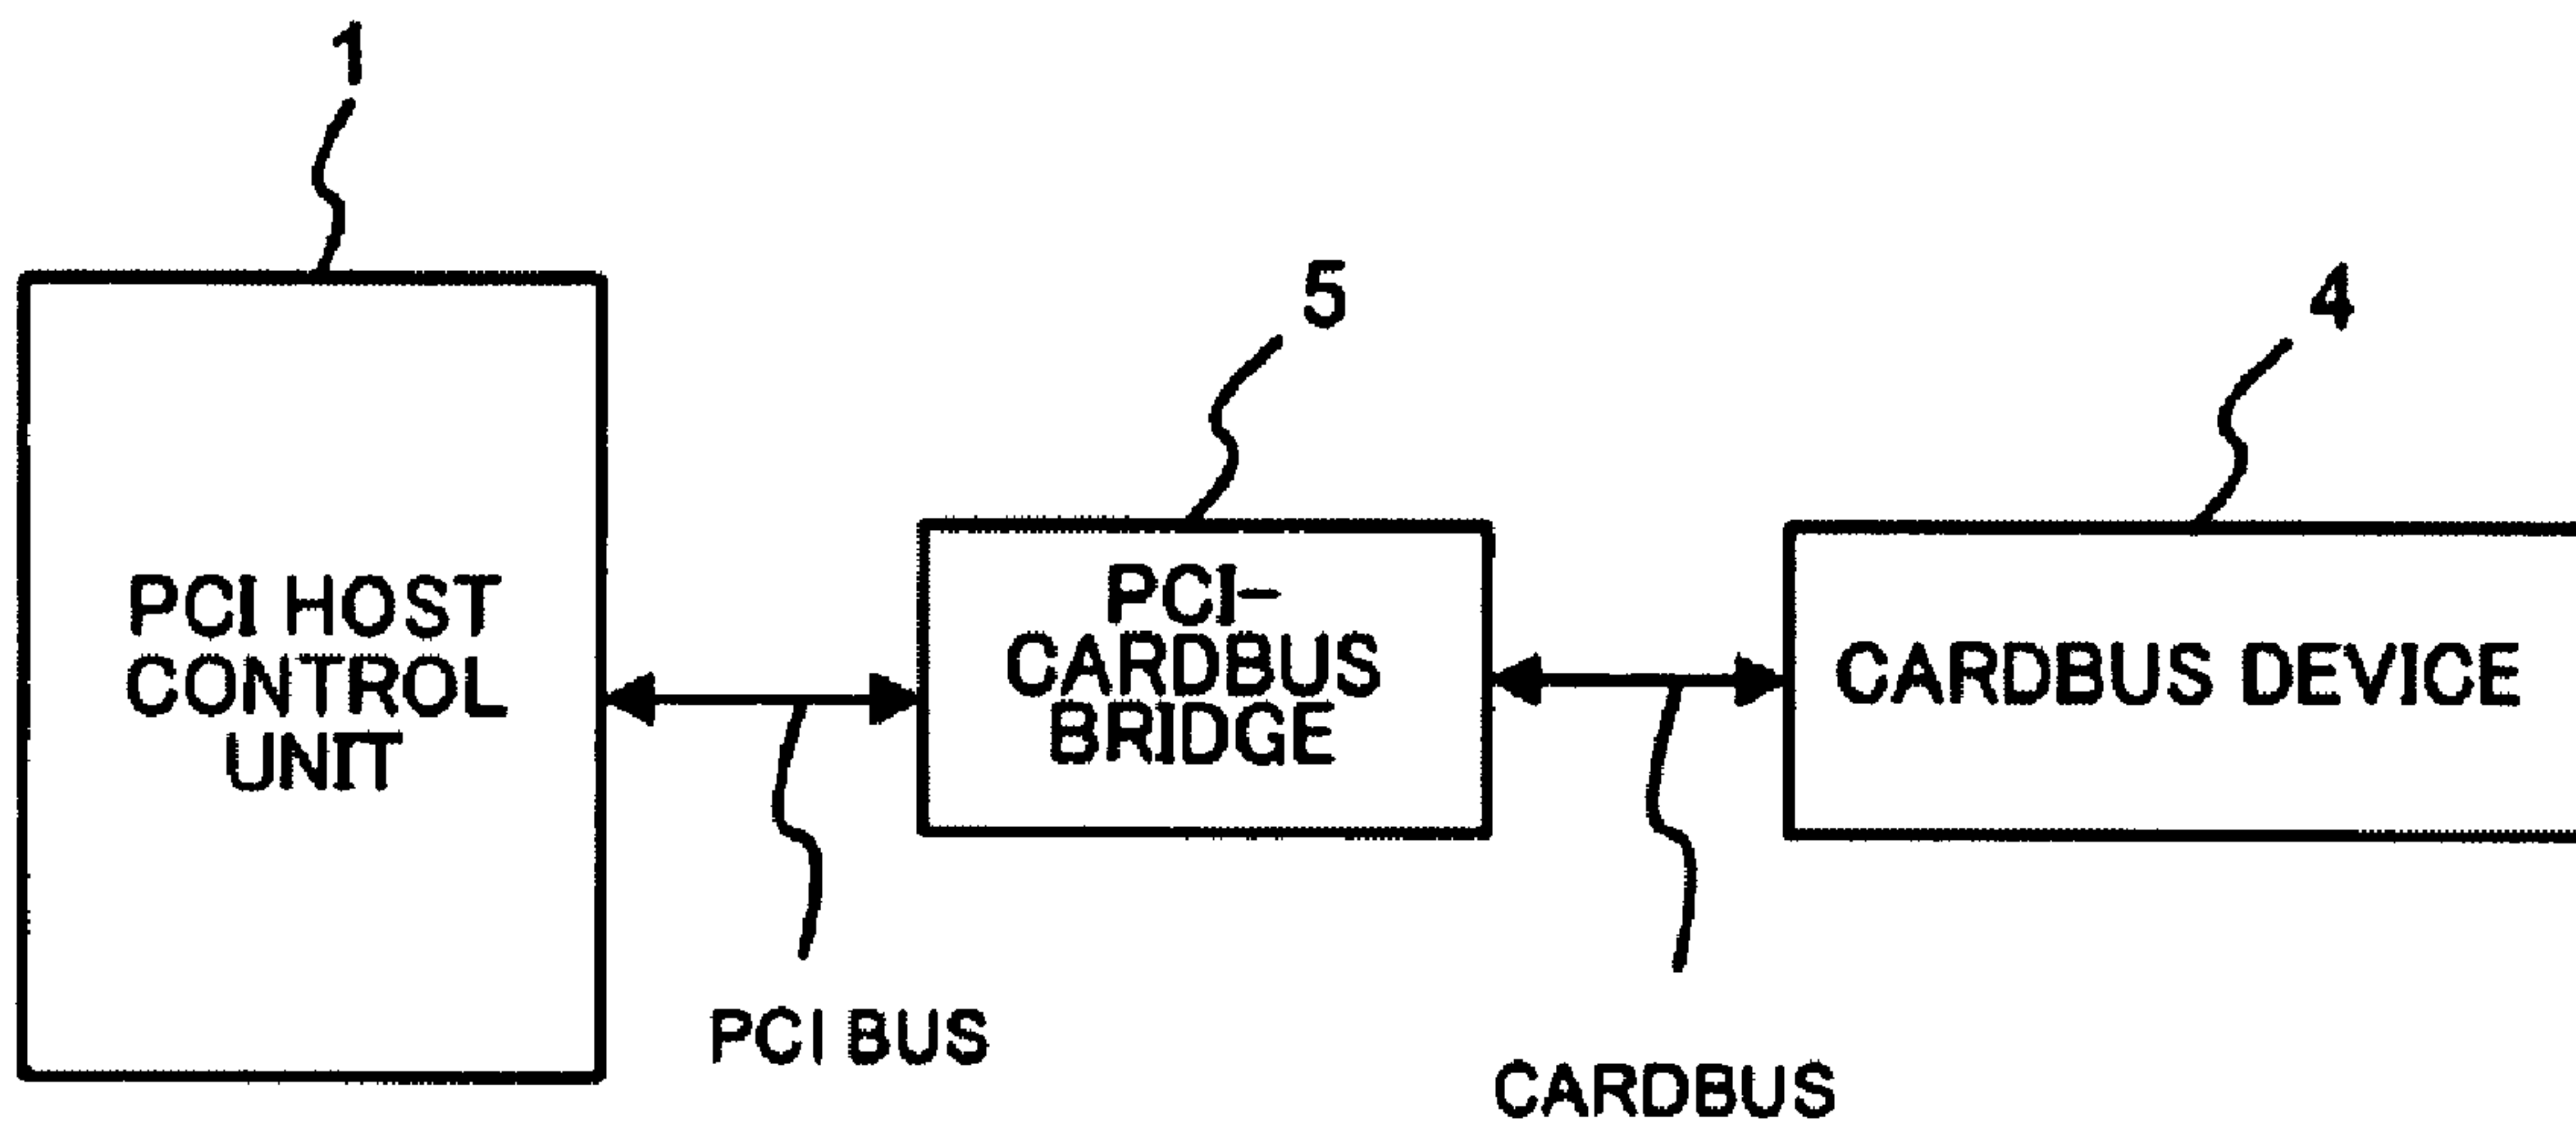 1
5
4
PCI HOST
CONTROL
UNIT
PCI-
CARDBUS
BRIDGE
CARDBUS DEVICE
PCI BUS
CARDBUS